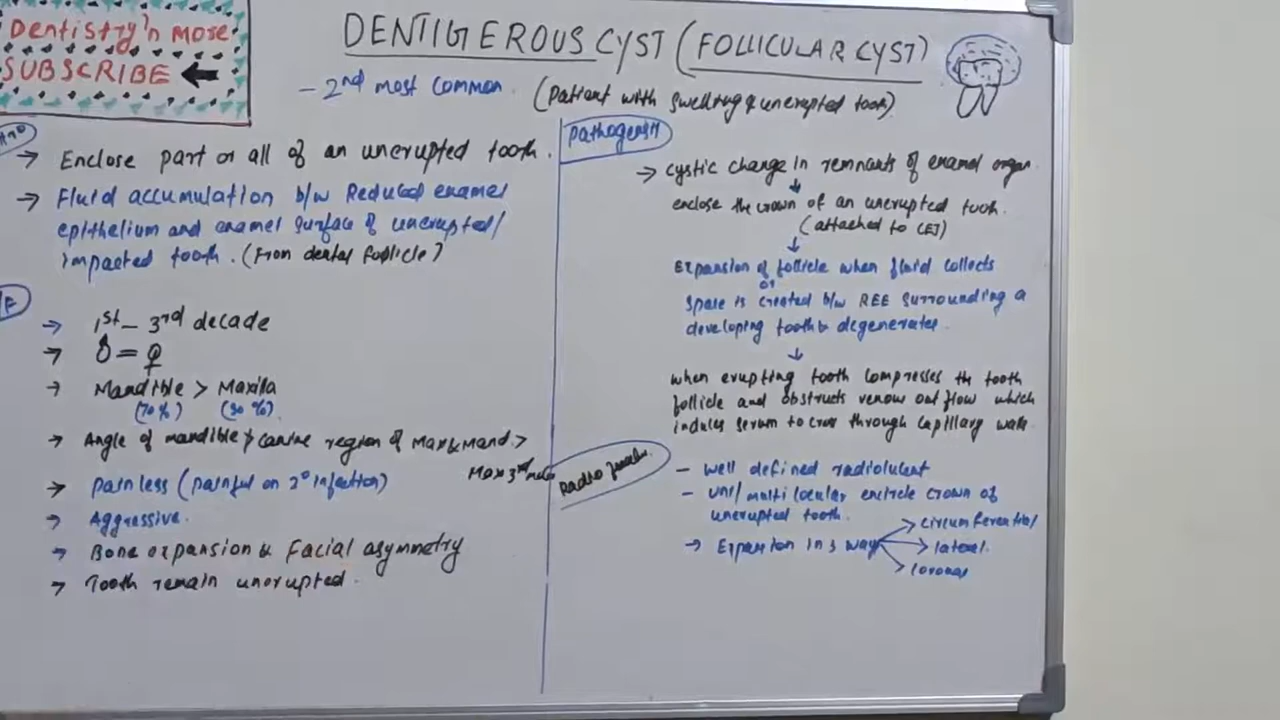 Dentistry'n more
SUBSCRIBE
DENTIGEROUS CYST (FOLLICULAR CYST)
- 2nd most common (Patient with swelling & unerupted tooth)
→ Enclose part or all of an unerupted tooth.
→ Fluid accumulation b/w Reduced enamel
epithelium and enamel surface of unerupted/
impacted tooth. (From dental follicle)
→ 1st - 3rd decade
→ ♂ = ♀
→ Mandible > Maxilla
(70%) (30%)
→ Angle of mandible & canine region of Max & Mand >
Max 3rd
→ Painless (Painful on 2° infection)
→ Aggressive.
→ Bone expansion & Facial asymmetry
→ Tooth remain unerupted.
Pathogenesis
→ Cystic change in remnants of enamel organ.
↓
enclose the crown of an unerupted tooth.
(attached to CEJ)
↓
Expansion of follicle when fluid collects
or
Space is created b/w REE surrounding a
developing tooth & degenerates.
↓
when erupting tooth compresses the tooth
follicle and obstructs venous out flow which
induces serum to cross through capillary walls.
- well defined radiolucent
- uni/multi locular encircle crown of
unerupted tooth.
→ Expansion in 3 ways → circumferential
→ lateral.
→ coronal